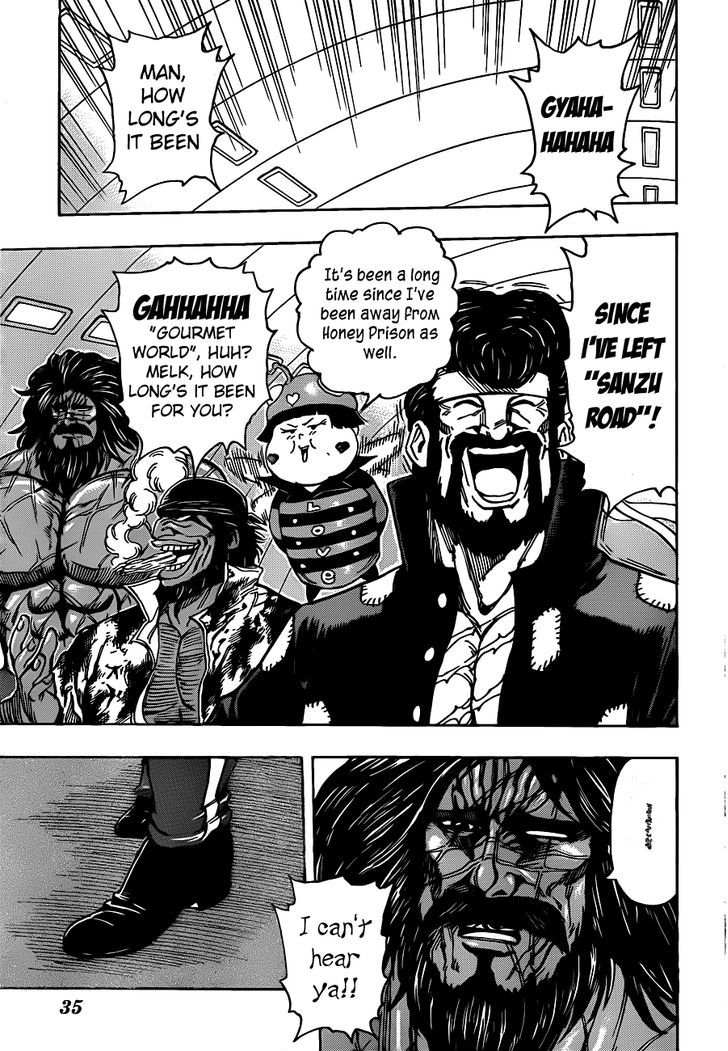 GYAHA-
HAHAHA
MAN,
HOW
LONG'S
IT BEEN
SINCE
I'VE LEFT
"SANZU
ROAD"!
It's been a long
time since I've
been away from
Honey Prison as
well.
GAHHAHHA
"GOURMET
WORLD", HUH?
MELK, HOW
LONG'S IT BEEN
FOR YOU?
LOVE
I can't
hear
ya!!
35